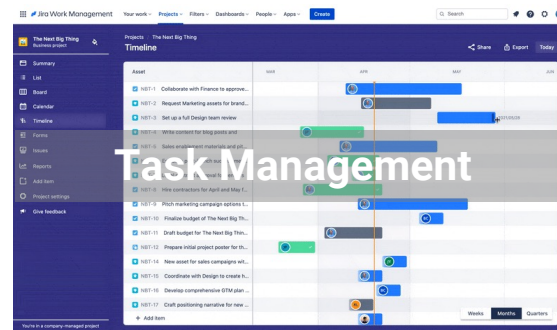 Jira Work Management
Your work
Projects
Filters
Dashboards
People
Apps
Create
Search
The Next Big Thing
Business project
Projects / The Next Big Thing
Timeline
Share
Export
Today
Summary
List
Board
Calendar
Timeline
Forms
Issues
Reports
Add item
Project settings
Give feedback
Asset
MAR
APR
MAY
JUN
NBT-1 Collaborate with Finance to approve...
NBT-2 Request Marketing assets for brand...
NBT-3 Set up a full Design team review
NBT-4 Write content for blog posts and
Sales enablement materials and
Task Management
Hire contractors for April and May f...
NBT-9 Pitch marketing campaign options t...
NBT-10 Finalize budget of The Next Big Th...
NBT-11 Draft budget for The Next Big Thin...
NBT-12 Prepare initial project poster for th...
NBT-14 New asset for sales campaigns wit...
NBT-15 Coordinate with Design to create h...
NBT-16 Develop comprehensive GTM plan ...
NBT-17 Craft positioning narrative for new ...
+ Add item
Weeks
Months
Quarters
You're in a company-managed project